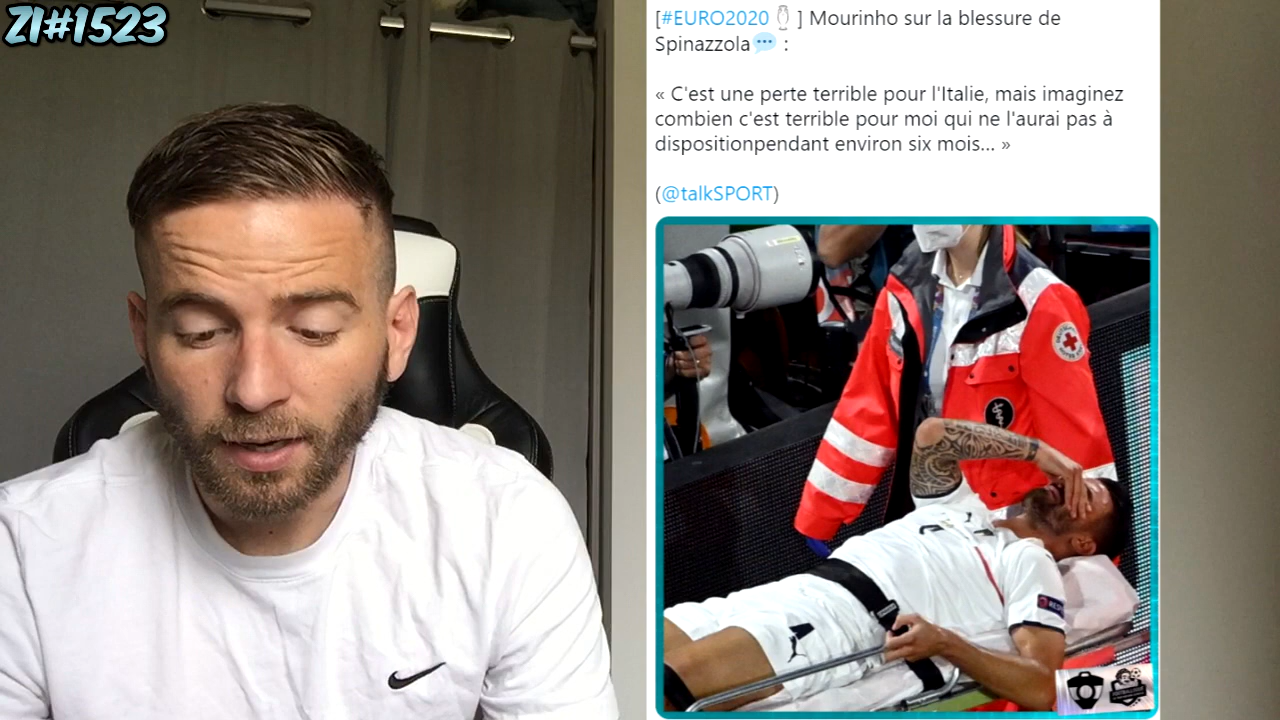 ZI#1523
[#EURO2020 ] Mourinho sur la blessure de
Spinazzola💬 :
« C'est une perte terrible pour l'Italie, mais imaginez
combien c'est terrible pour moi qui ne l'aurai pas à
dispositionpendant environ six mois... »
(@talkSPORT)